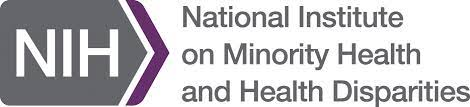 NIH
National Institute
on Minority Health
and Health Disparities